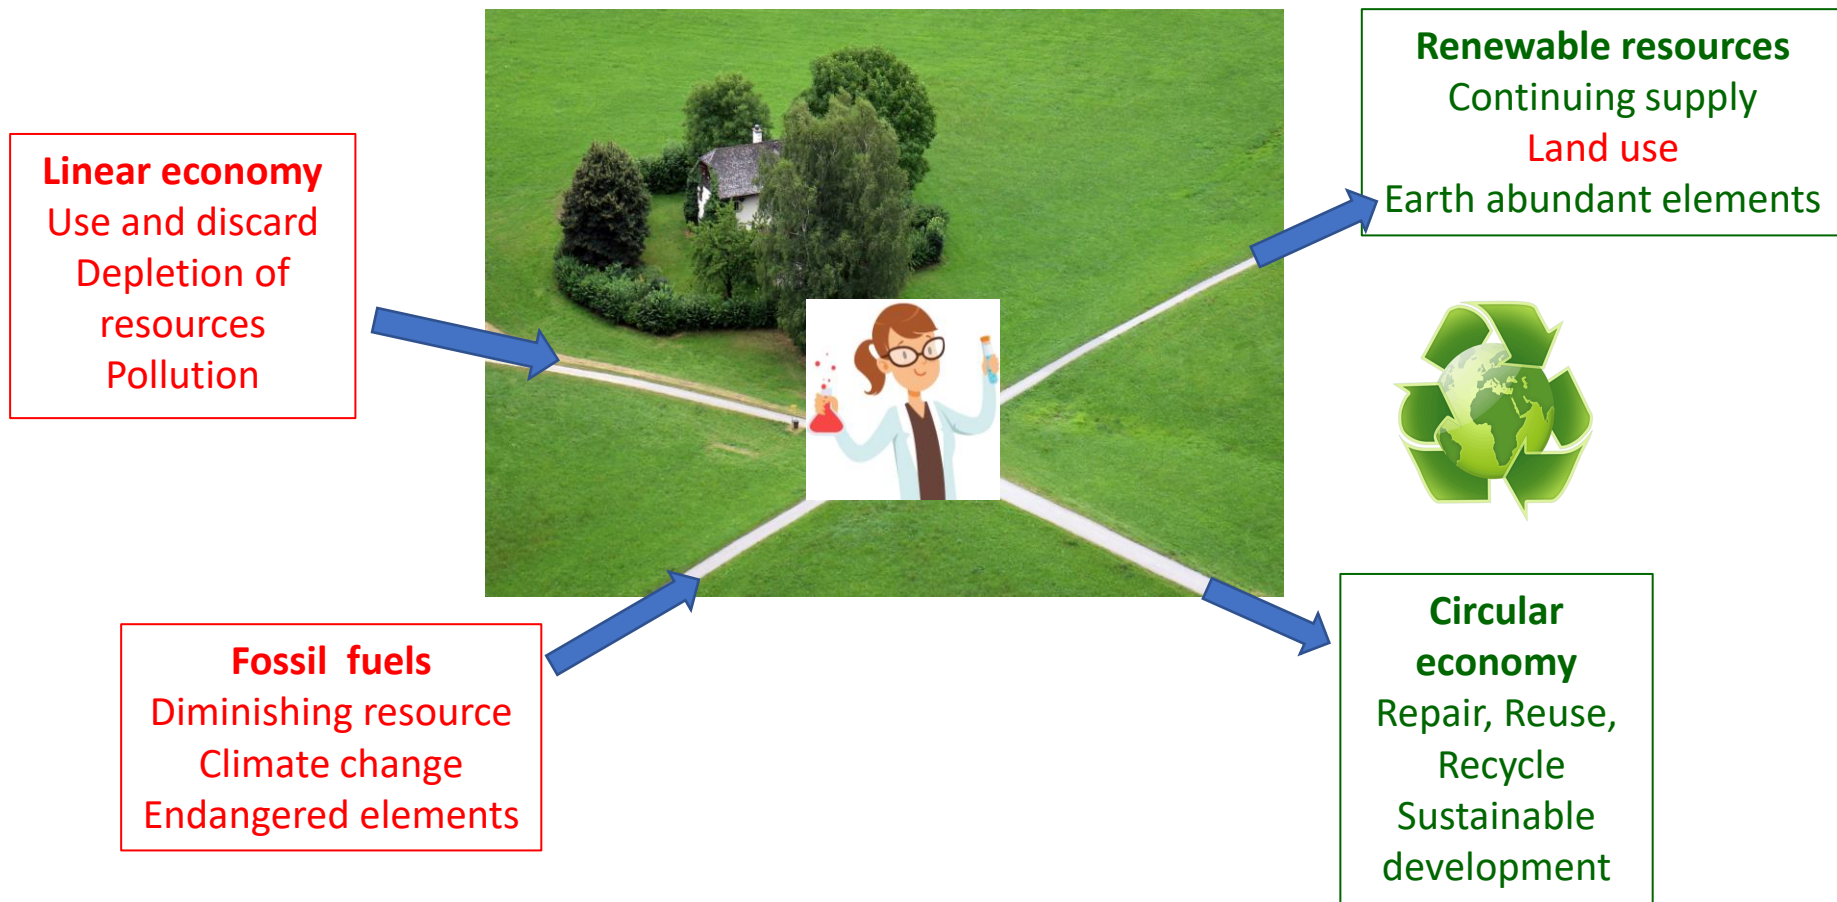 Linear economy
Use and discard
Depletion of
resources
Pollution
Fossil  fuels
Diminishing resource
Climate change
Endangered elements
Renewable resources
Continuing supply
Land use
Earth abundant elements
Circular
economy
Repair, Reuse,
Recycle
Sustainable
development